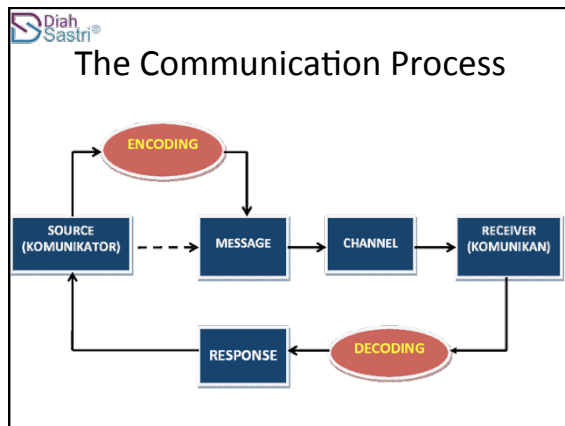 Diah
Sastri®
The Communication Process
ENCODING
SOURCE
(KOMUNIKATOR)
MESSAGE
CHANNEL
RECEIVER
(KOMUNIKAN)
RESPONSE
DECODING